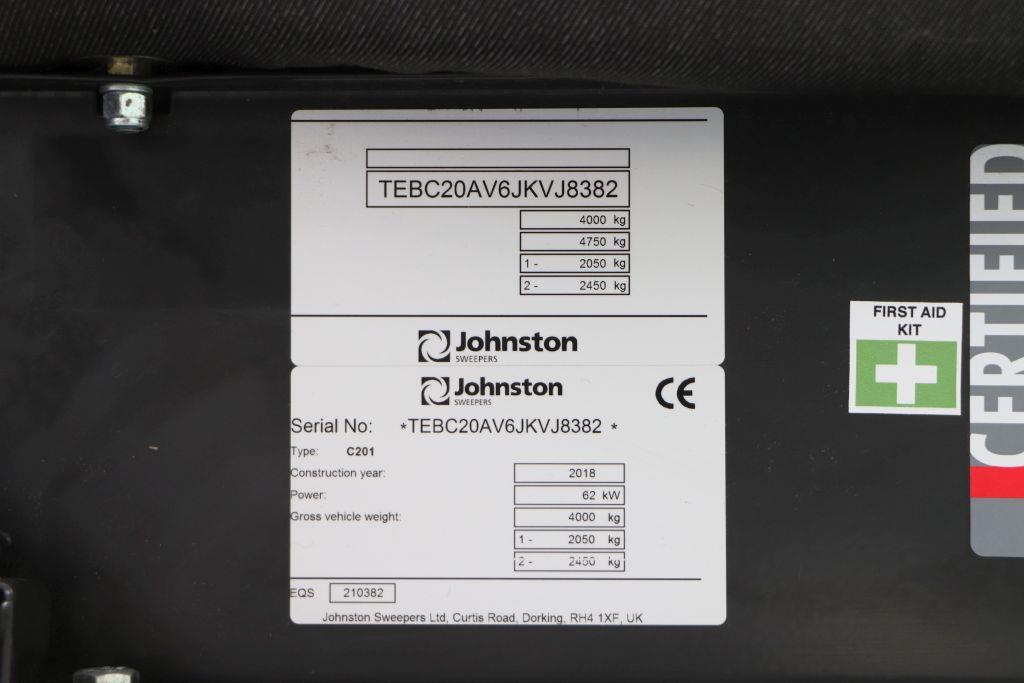 TEBC20AV6JKVJ8382
4000 kg
4750 kg
1 - 2050 kg
2 - 2450 kg
Johnston
SWEEPERS
Johnston
SWEEPERS
CE
Serial No: *TEBC20AV6JKVJ8382 *
Type: C201
Construction year: 2018
Power: 62 kW
Gross vehicle weight: 4000 kg
1 - 2050 kg
2 - 2450 kg
EQS 210382
Johnston Sweepers Ltd, Curtis Road, Dorking, RH4 1XF, UK
FIRST AID
KIT
CERTIFIED